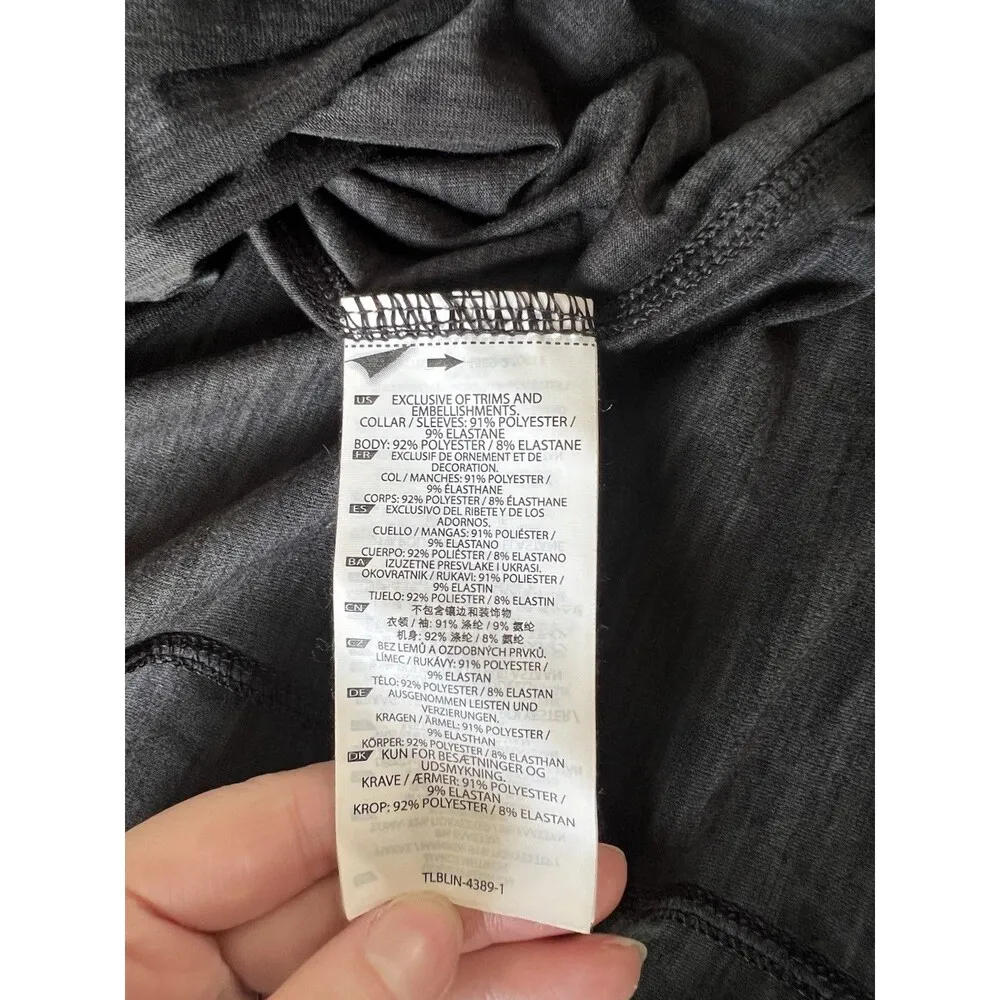 US EXCLUSIVE OF TRIMS AND
EMBELLISHMENTS.
COLLAR / SLEEVES: 91% POLYESTER /
9% ELASTANE
BODY: 92% POLYESTER / 8% ELASTANE
FR EXCLUSIF DE ORNEMENT ET DE
DECORATION.
COL / MANCHES: 91% POLYESTER /
9% ÉLASTHANE
CORPS: 92% POLYESTER / 8% ÉLASTHANE
ES EXCLUSIVO DEL RIBETE Y DE LOS
ADORNOS.
CUELLO / MANGAS: 91% POLIÉSTER /
9% ELASTANO
CUERPO: 92% POLIÉSTER / 8% ELASTANO
BA IZUZETNE PRESVLAKE I UKRASI.
OKOVRATNIK / RUKAVI: 91% POLIESTER /
9% ELASTIN
TIJELO: 92% POLIESTER / 8% ELASTIN
CN 不包含镶边和装饰物
衣领 / 袖: 91% 涤纶 / 9% 氨纶
机身: 92% 涤纶 / 8% 氨纶
CZ BEZ LEMŮ A OZDOBNÝCH PRVKŮ.
LÍMEC / RUKÁVY: 91% POLYESTER /
9% ELASTAN
TĚLO: 92% POLYESTER / 8% ELASTAN
DE AUSGENOMMEN LEISTEN UND
VERZIERUNGEN.
KRAGEN / ÄRMEL: 91% POLYESTER /
9% ELASTHAN
KÖRPER: 92% POLYESTER / 8% ELASTHAN
DK KUN FOR BESÆTNINGER OG
UDSMYKNING.
KRAVE / ÆRMER: 91% POLYESTER /
9% ELASTAN
KROP: 92% POLYESTER / 8% ELASTAN
TLBLIN-4389-1